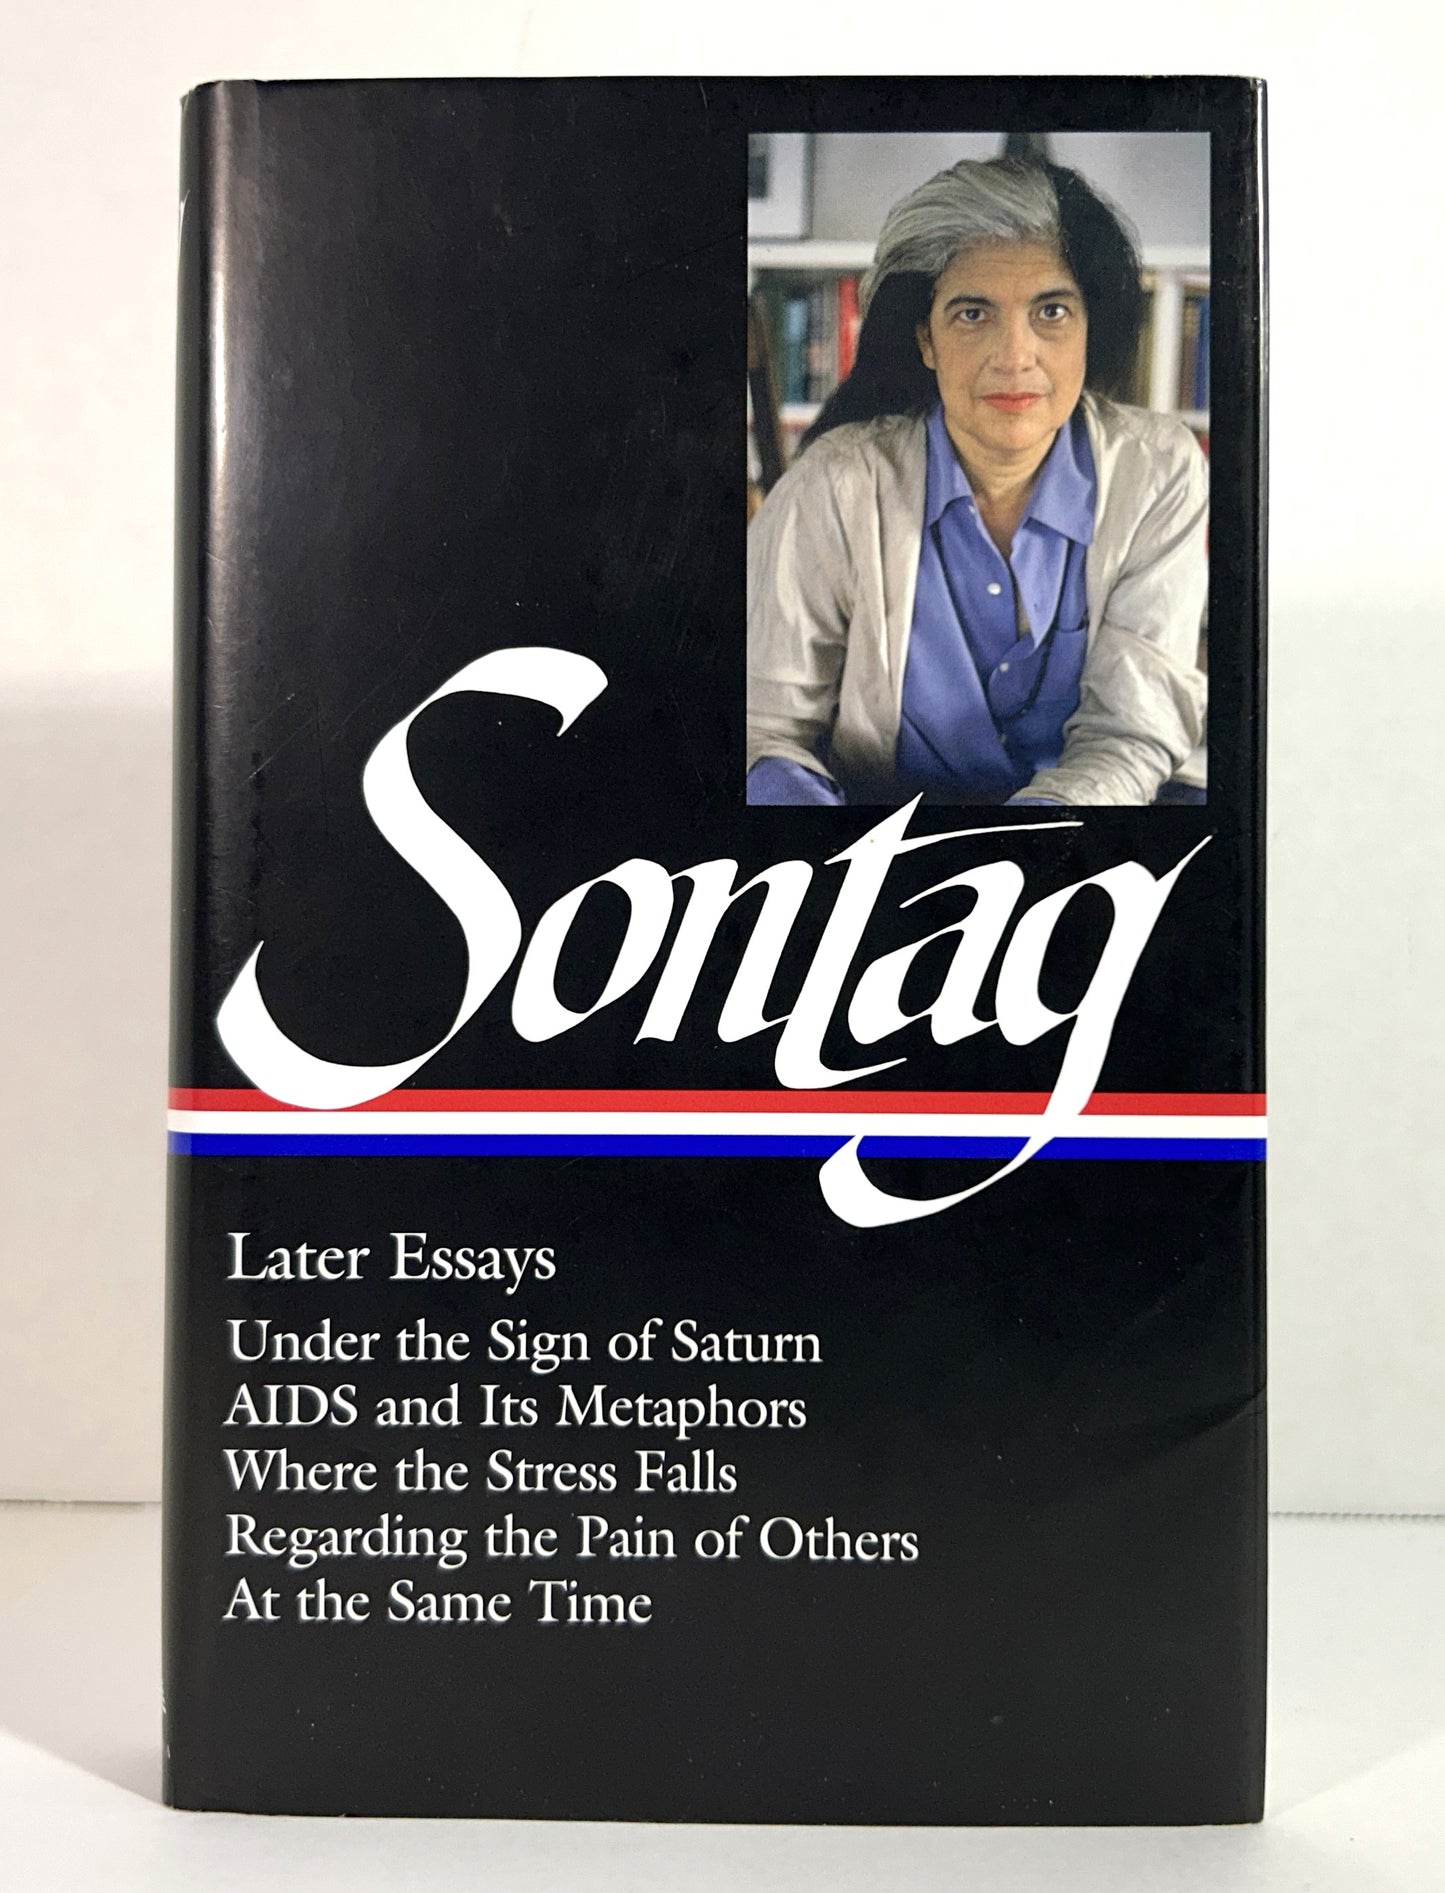 Sontag
Later Essays
Under the Sign of Saturn
AIDS and Its Metaphors
Where the Stress Falls
Regarding the Pain of Others
At the Same Time